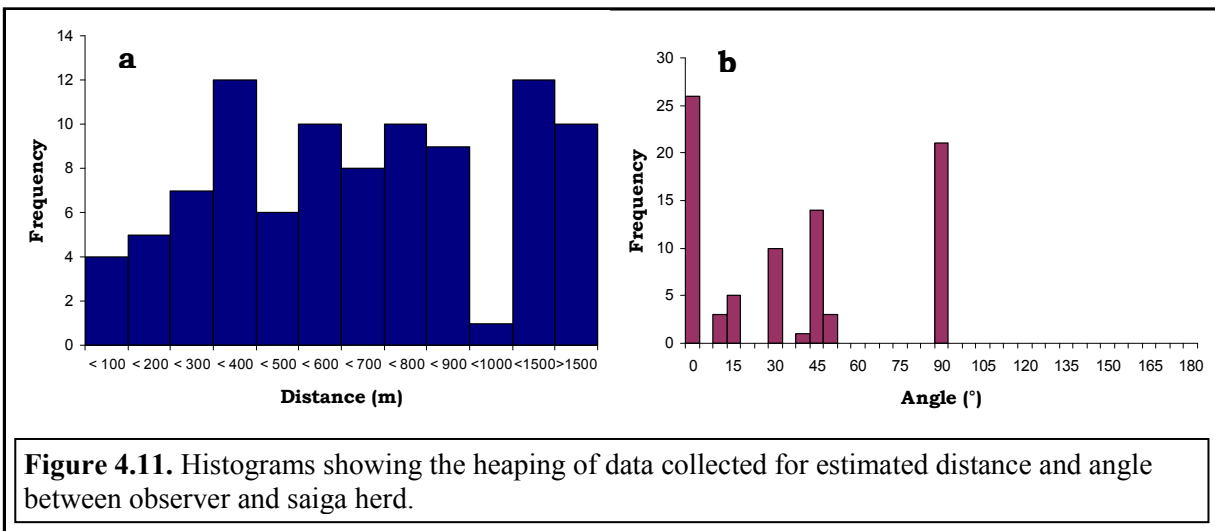 a
14
12
10
8
6
4
2
0
Frequency
< 100 < 200 < 300 < 400 < 500 < 600 < 700 < 800 < 900 <1000 <1500 >1500
Distance (m)
b
30
25
20
15
10
5
0
Frequency
0 15 30 45 60 75 90 105 120 135 150 165 180
Angle (°)
Figure 4.11. Histograms showing the heaping of data collected for estimated distance and angle
between observer and saiga herd.